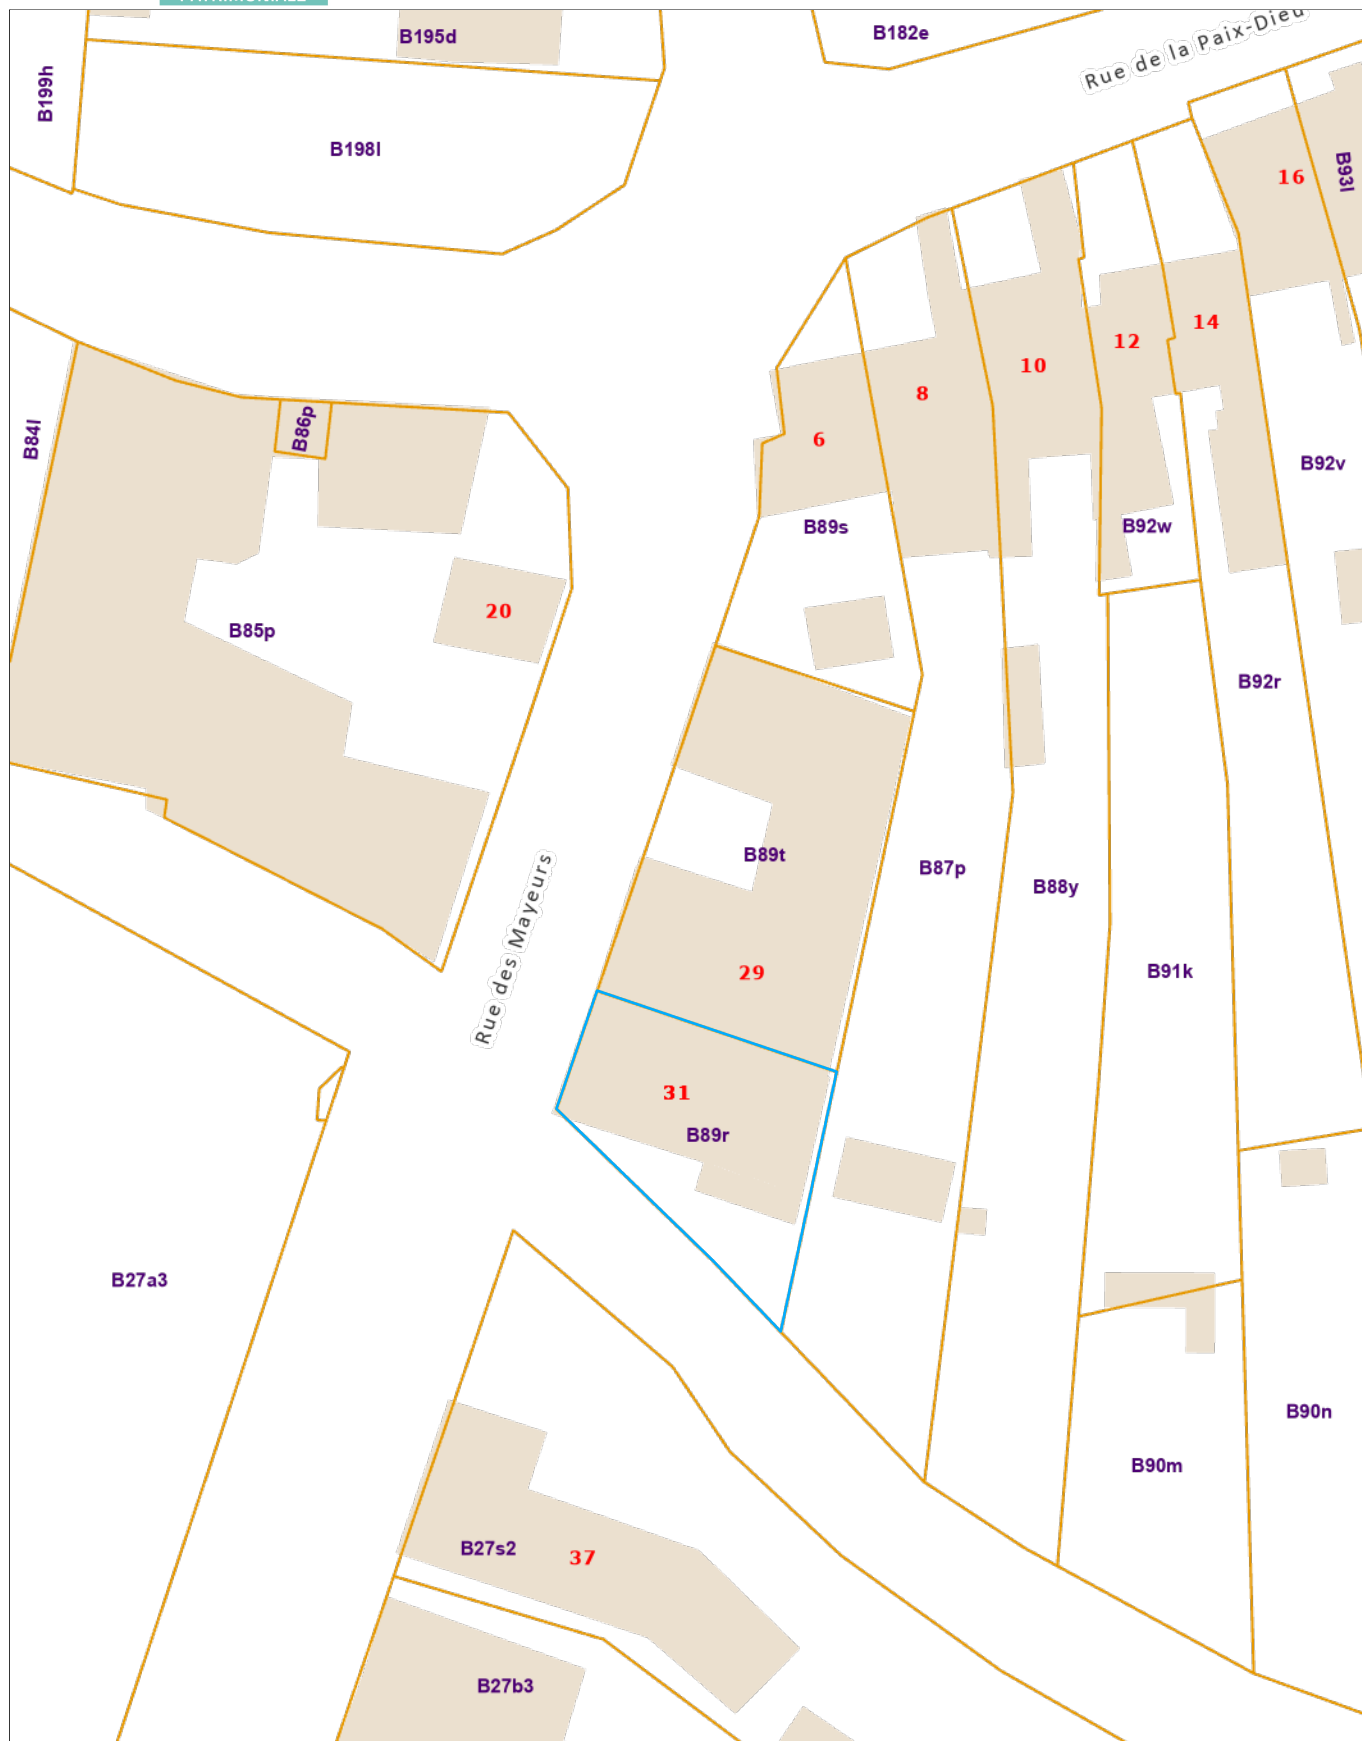 B195d
B182e
Rue de la Paix-Dieu
B199h
B198l
16
B93l
14
12
10
8
6
B84l
B86p
B92v
B89s
B92w
20
B85p
B92r
B89t
B87p
B88y
Rue des Mayeurs
29
B91k
31
B89r
B27a3
B90n
B90m
B27s2
37
B27b3